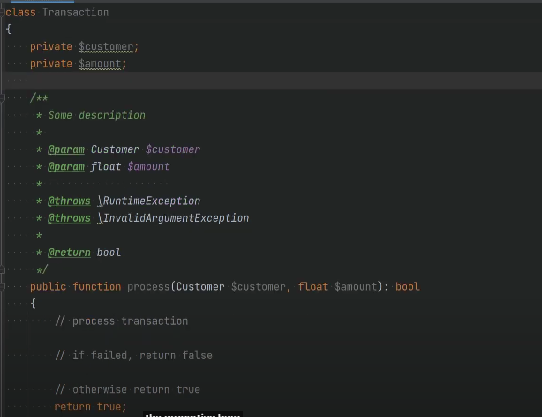 class Transaction
{
private $customer;
private $amount;
/**
* Some description
*
* @param Customer $customer
* @param float $amount
*
* @throws \RuntimeException
* @throws \InvalidArgumentException
*
* @return bool
*/
public function process(Customer $customer, float $amount): bool
{
// process transaction
// if failed, return false
// otherwise return true
return true;